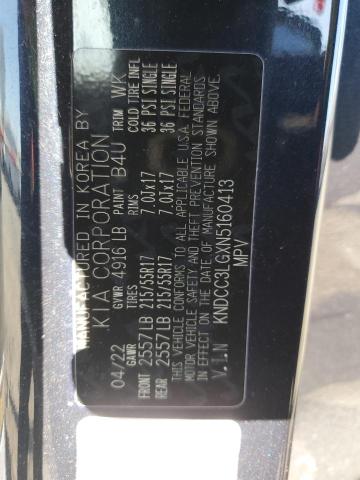 MANUFACTURED IN KOREA BY
KIA CORPORATION
04/22 GVWR 4916 LB PAINT B4U TRIM WK
GAWR TIRES COLD TIRE INFL
FRONT 2557LB 215/55R17 7.0JX17 36 PSI SINGLE
REAR 2557LB 215/55R17 7.0JX17 36 PSI SINGLE
THIS VEHICLE CONFORMS TO ALL APPLICABLE U.S.A. FEDERAL
MOTOR VEHICLE SAFETY AND THEFT PREVENTION STANDARDS
IN EFFECT ON THE DATE OF MANUFACTURE SHOWN ABOVE.
V.I.N KNDCC3LGXN5160413
MPV